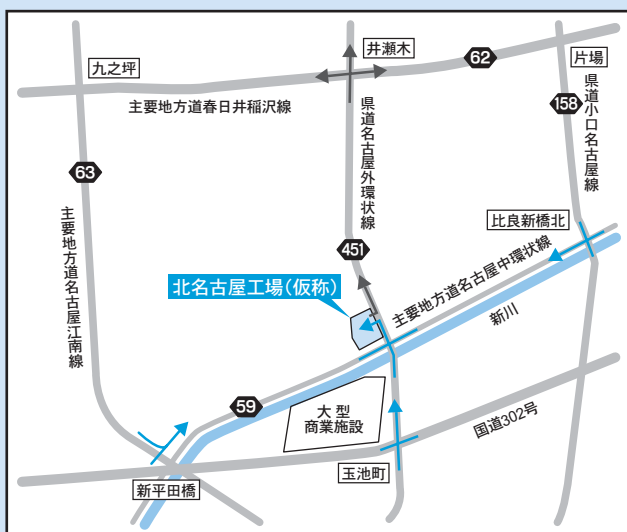 井瀬木
62
片場
九之坪
主要地方道春日井稲沢線
県道名古屋外環状線
158
県道小口名古屋線
63
主要地方道名古屋江南線
比良新橋北
451
主要地方道名古屋中環状線
北名古屋工場(仮称)
新川
59
大型
商業施設
国道302号
新平田橋
玉池町